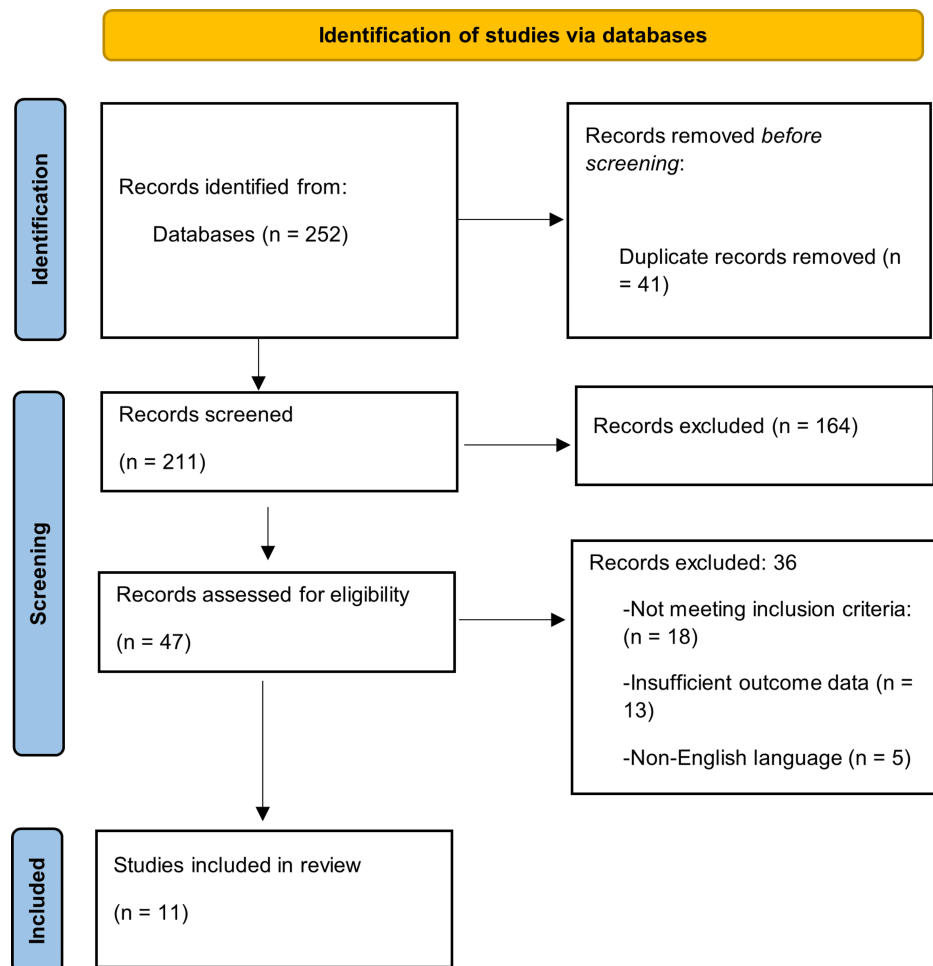 Identification of studies via databases
Identification
Records identified from:
Databases (n = 252)
Records removed before
screening:
Duplicate records removed (n
= 41)
Screening
Records screened
(n = 211)
Records excluded (n = 164)
Records assessed for eligibility
(n = 47)
Records excluded: 36
-Not meeting inclusion criteria:
(n = 18)
-Insufficient outcome data (n =
13)
-Non-English language (n = 5)
Included
Studies included in review
(n = 11)